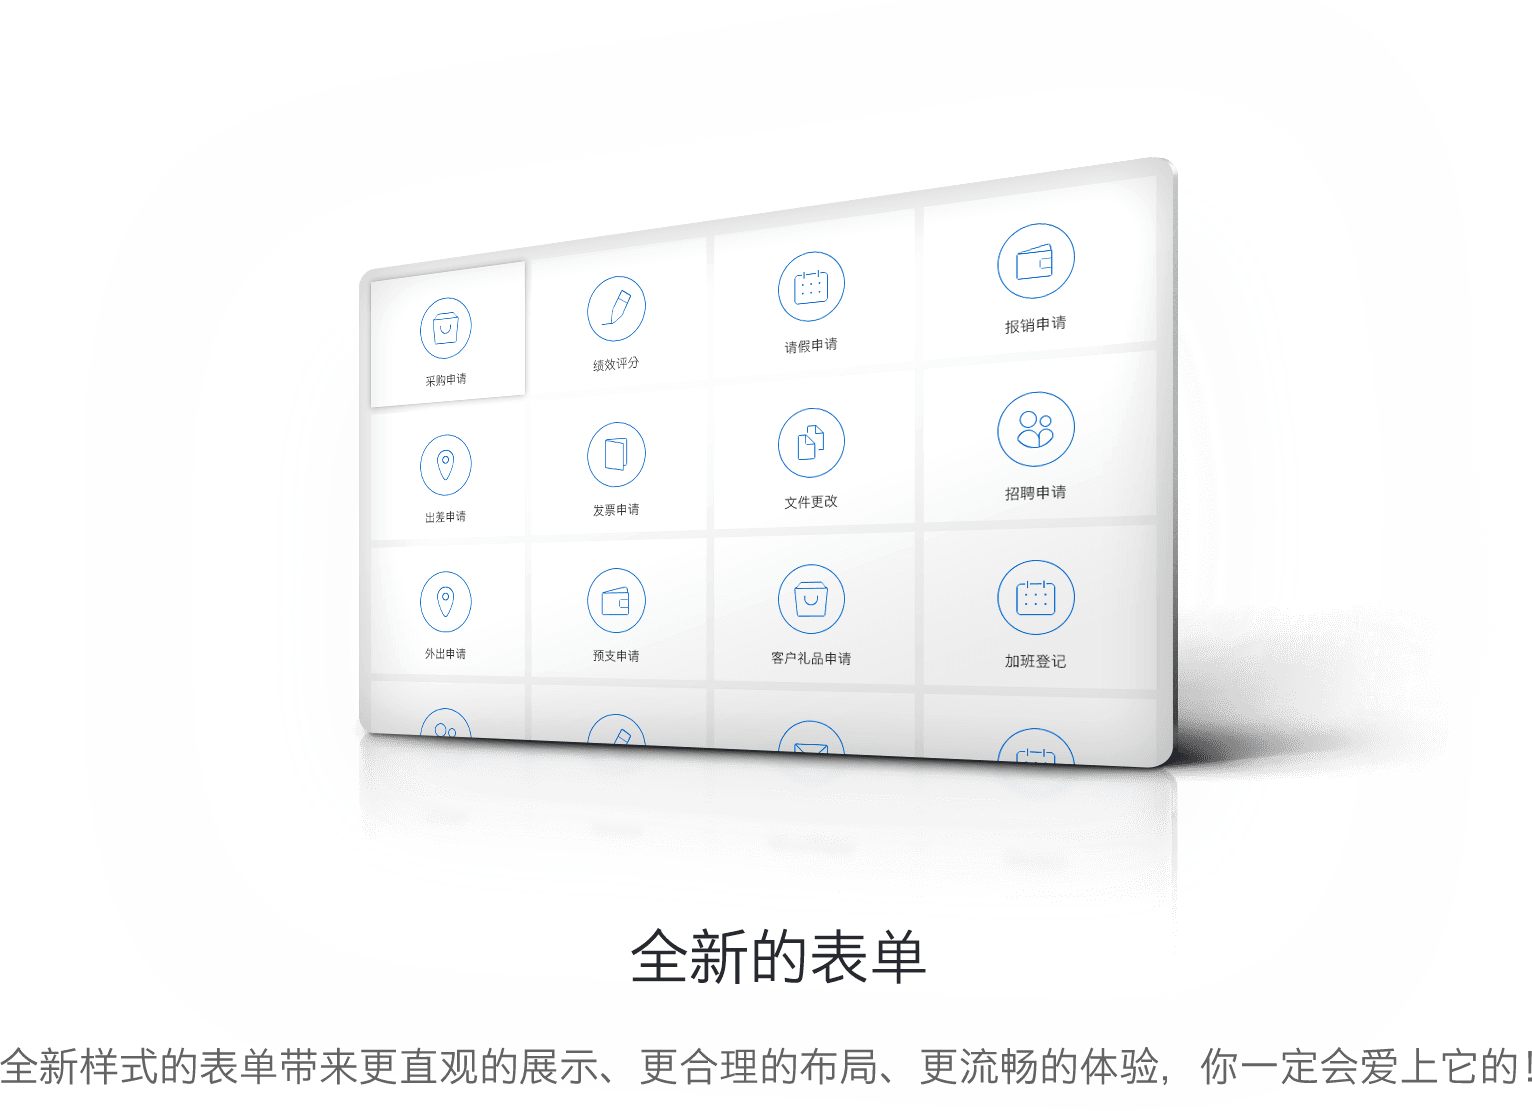 采购申请
绩效评分
请假申请
报销申请
出差申请
发票申请
文件更改
招聘申请
外出申请
预支申请
客户礼品申请
加班登记
全新的表单
全新样式的表单带来更直观的展示、更合理的布局、更流畅的体验，你一定会爱上它的！